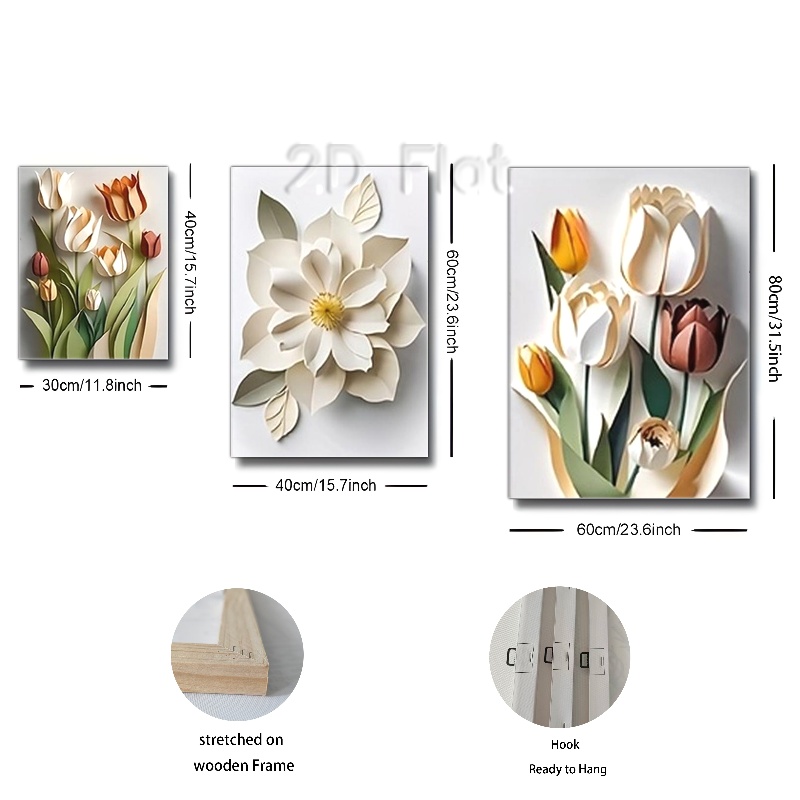 2D Flat
40cm/15.7inch
30cm/11.8inch
60cm/23.6inch
40cm/15.7inch
80cm/31.5inch
60cm/23.6inch
stretched on
wooden Frame
Hook
Ready to Hang